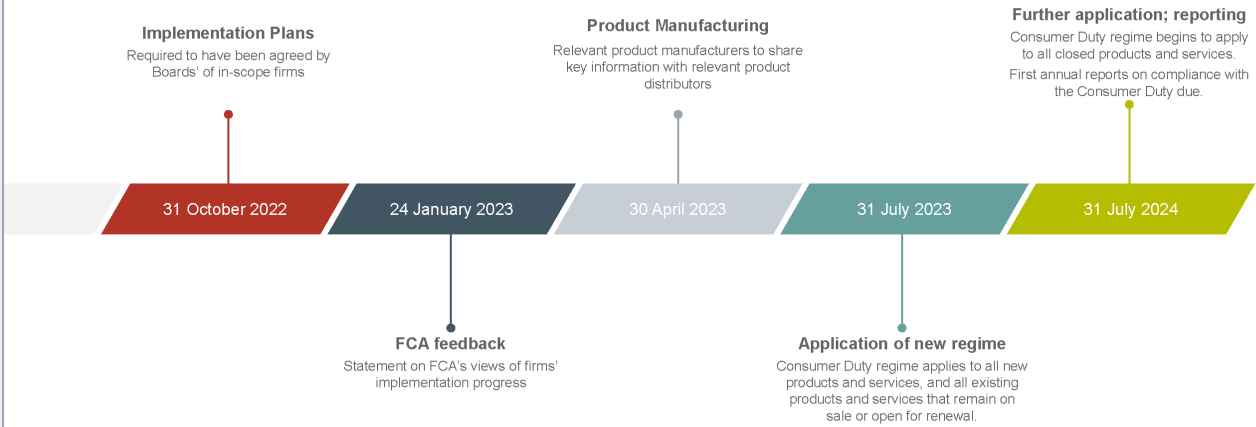 Implementation Plans
Required to have been agreed by
Boards' of in-scope firms
Product Manufacturing
Relevant product manufacturers to share
key information with relevant product
distributors
Further application; reporting
Consumer Duty regime begins to apply
to all closed products and services.
First annual reports on compliance with
the Consumer Duty due.
31 October 2022
24 January 2023
30 April 2023
31 July 2023
31 July 2024
FCA feedback
Statement on FCA's views of firms'
implementation progress
Application of new regime
Consumer Duty regime applies to all new
products and services, and all existing
products and services that remain on
sale or open for renewal.